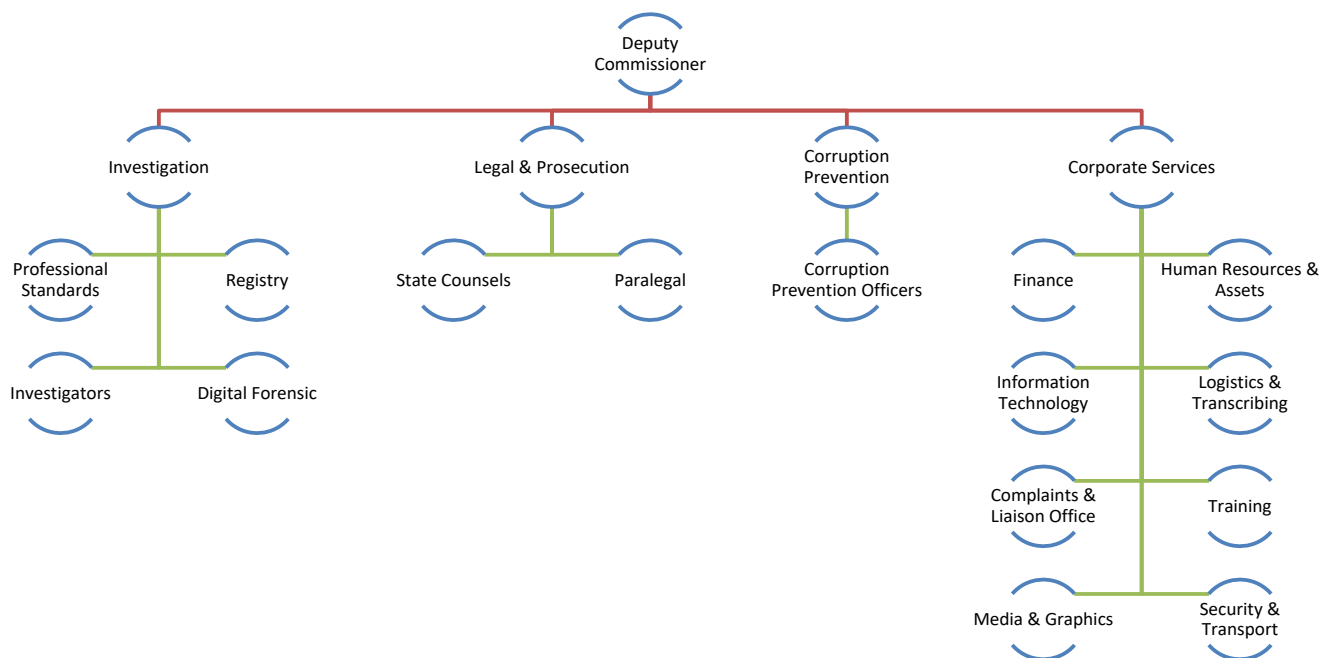 Deputy
Commissioner
Investigation
Legal & Prosecution
Corruption
Prevention
Corporate Services
Professional
Standards
Registry
State Counsels
Paralegal
Corruption
Prevention Officers
Finance
Human Resources &
Assets
Investigators
Digital Forensic
Information
Technology
Logistics &
Transcribing
Complaints &
Liaison Office
Training
Media & Graphics
Security &
Transport